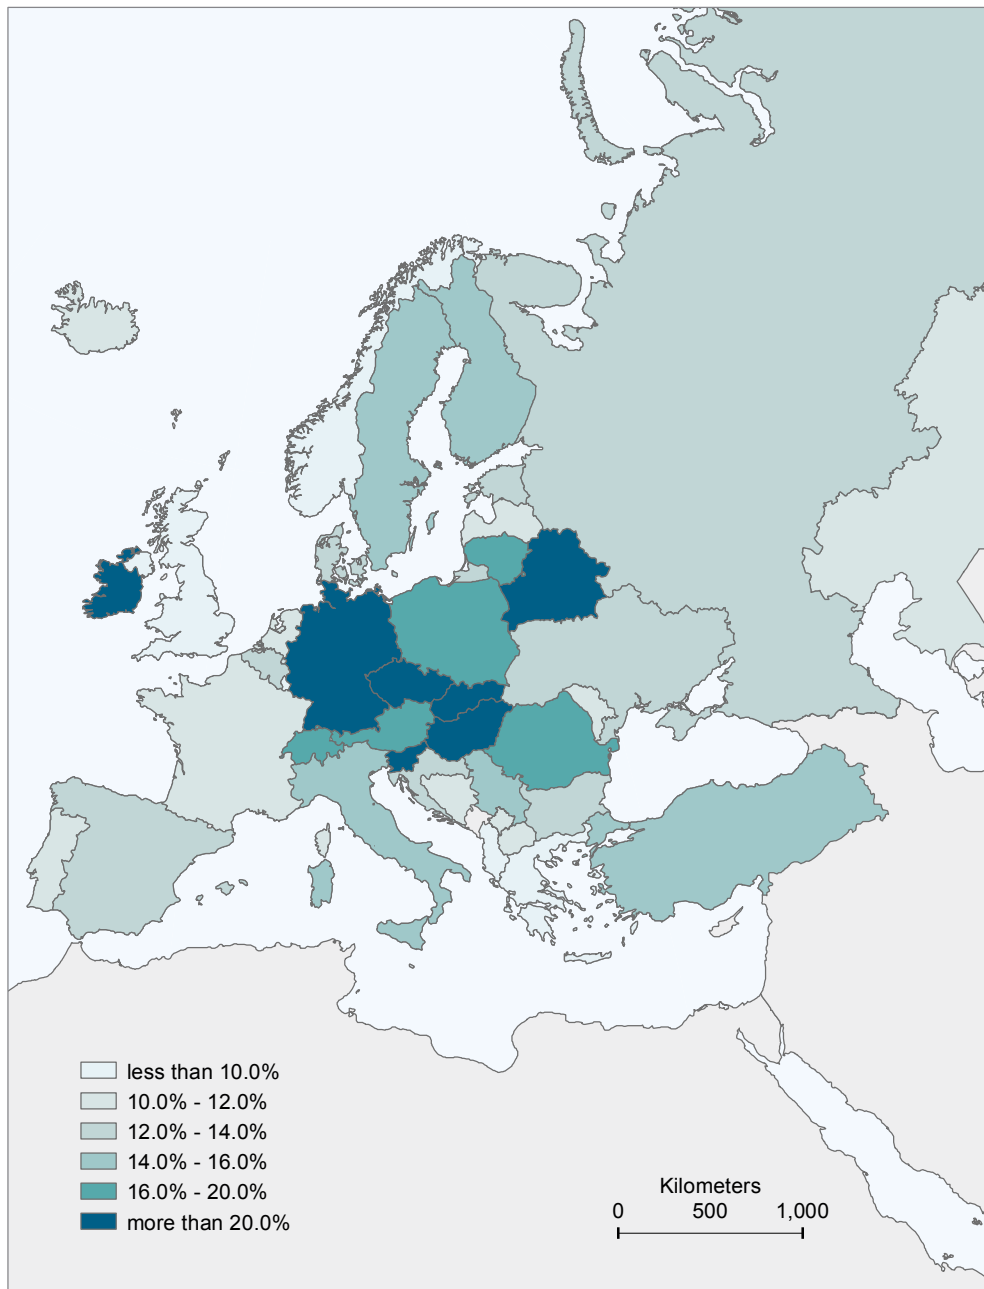 less than 10.0%
10.0% - 12.0%
12.0% - 14.0%
14.0% - 16.0%
16.0% - 20.0%
more than 20.0%
Kilometers
0 500 1,000